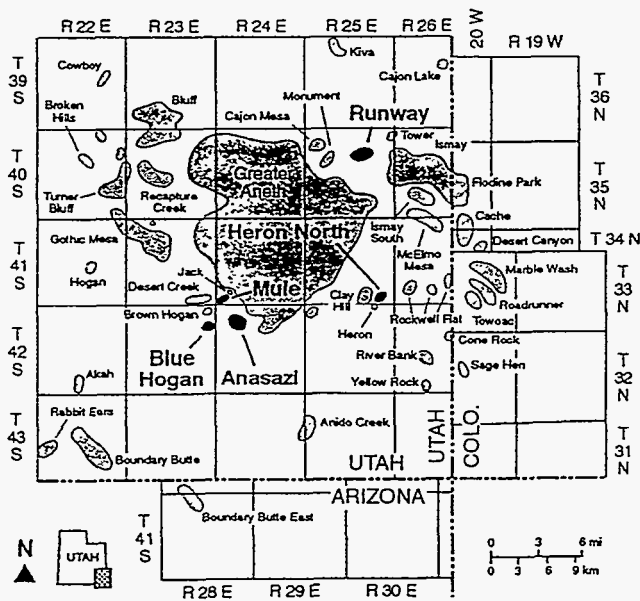 R 22 E
R 23 E
R 24 E
R 25 E
R 26 E
20 W
R 19 W
T
39
S
Cowboy
Kiva
Cajon Lake
T
36
N
Broken
Hills
Bluff
Monument
Cajon Mesa
Runway
Tower
Ismay
T
40
S
Greater
Aneth
Flodine Park
T
35
N
Turner
Bluff
Recapture
Creek
Ismay
South
Cache
Heron North
McElmo
Mesa
Desert Canyon
T 34 N
Gothic Mesa
T
41
S
Hogan
Jack
Desert Creek
Mule
Clay
Hill
Marble Wash
T
33
N
Roadrunner
Towoac
Brown Hogan
Heron
Rockwell Flat
Cone Rock
T
42
S
Blue
Hogan
Anasazi
River Bank
Sage Hen
T
32
N
Akah
Yellow Rock
Rabbit Ears
T
43
S
Anido Creek
Boundary Butte
UTAH
UTAH
COLO.
T
31
N
ARIZONA
T
41
S
Boundary Butte East
N
UTAH
0 3 6 mi
0 3 6 9 km
R 28 E
R 29 E
R 30 E